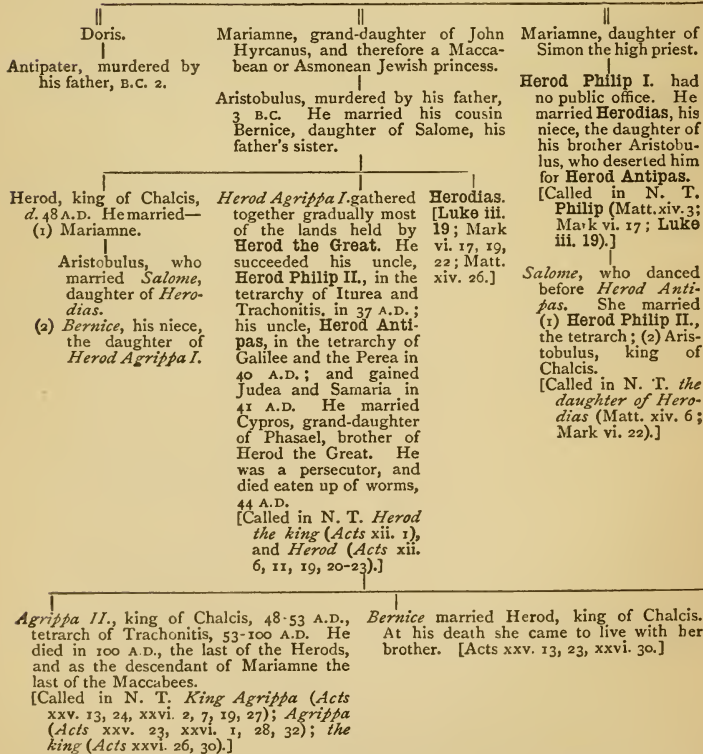 Doris.
Antipater, murdered by
his father, B.C. 2.
Mariamne, grand-daughter of John
Hyrcanus, and therefore a Macca-
bean or Asmonean Jewish princess.
Aristobulus, murdered by his father,
3 B.C. He married his cousin
Bernice, daughter of Salome, his
father's sister.
Mariamne, daughter of
Simon the high priest.
Herod Philip I. had
no public office. He
married Herodias, his
niece, the daughter of
his brother Aristobu-
lus, who deserted him
for Herod Antipas.
[Called in N. T.
Philip (Matt. xiv. 3;
Mark vi. 17; Luke
iii. 19).]
Salome, who danced
before Herod Anti-
pas. She married
(1) Herod Philip II.,
the tetrarch; (2) Aris-
tobulus, king of
Chalcis.
[Called in N. T. the
daughter of Hero-
dias (Matt. xiv. 6;
Mark vi. 22).]
Herod, king of Chalcis,
d. 48 A.D. He married—
(1) Mariamne.
Aristobulus, who
married Salome,
daughter of Hero-
dias.
(2) Bernice, his niece,
the daughter of
Herod Agrippa I.
Herod Agrippa I. gathered
together gradually most
of the lands held by
Herod the Great. He
succeeded his uncle,
Herod Philip II., in the
tetrarchy of Iturea and
Trachonitis, in 37 A.D.;
his uncle, Herod Anti-
pas, in the tetrarchy of
Galilee and the Perea in
40 A.D.; and gained
Judea and Samaria in
41 A.D. He married
Cypros, grand-daughter
of Phasael, brother of
Herod the Great. He
was a persecutor, and
died eaten up of worms,
44 A.D.
[Called in N. T. Herod
the king (Acts xii. 1),
and Herod (Acts xii.
6, 11, 19, 20-23).]
Herodias.
[Luke iii.
19; Mark
vi. 17, 19,
22; Matt.
xiv. 26.]
Agrippa II., king of Chalcis, 48-53 A.D.,
tetrarch of Trachonitis, 53-100 A.D. He
died in 100 A.D., the last of the Herods,
and as the descendant of Mariamne the
last of the Maccabees.
[Called in N. T. King Agrippa (Acts
xxv. 13, 24, xxvi. 2, 7, 19, 27); Agrippa
(Acts xxv. 23, xxvi. 1, 28, 32); the
king (Acts xxvi. 26, 30).]
Bernice married Herod, king of Chalcis.
At his death she came to live with her
brother. [Acts xxv. 13, 23, xxvi. 30.]